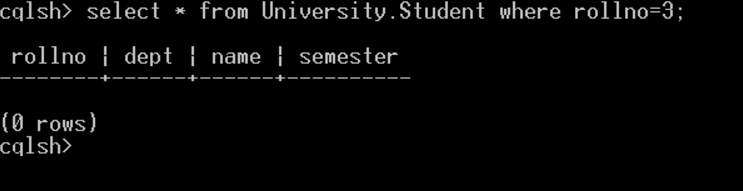 cqlsh> select * from University.Student where rollno=3;
 rollno | dept | name | semester
--------+------+------+----------
(0 rows)
cqlsh>